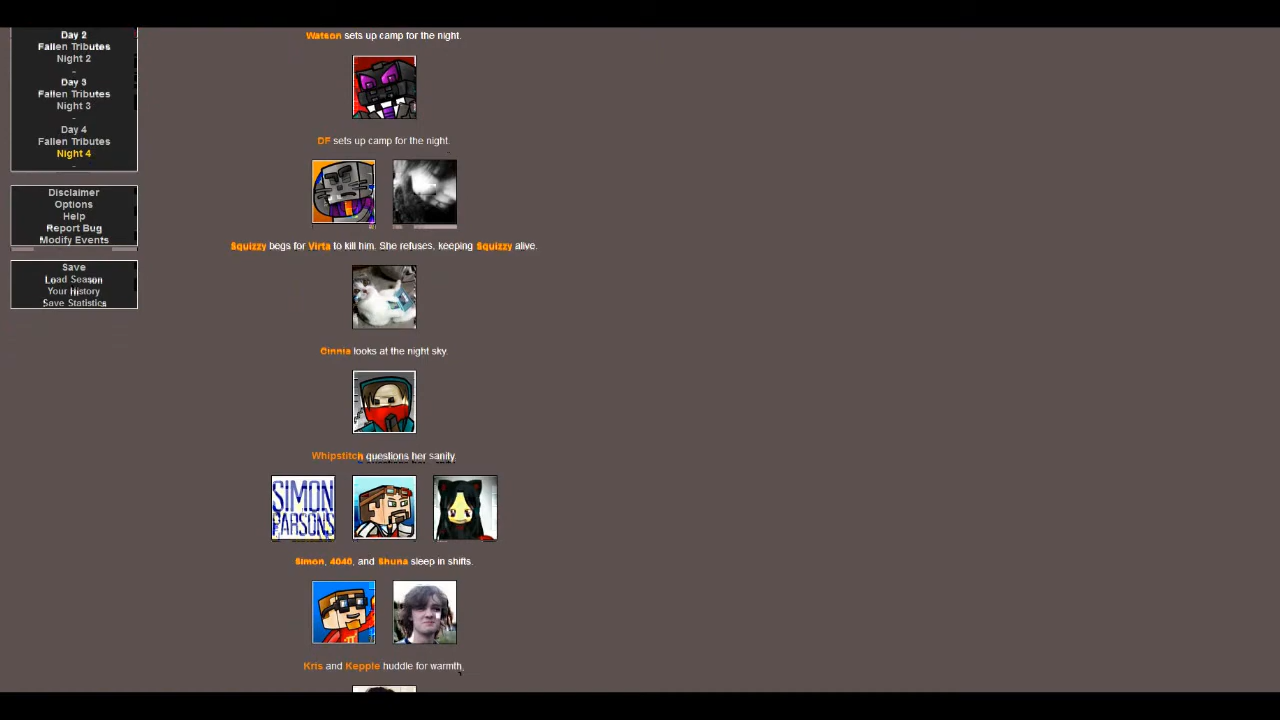 Day 2
Fallen Tributes
Night 2
-
Day 3
Fallen Tributes
Night 3
-
Day 4
Fallen Tributes
Night 4
-
Disclaimer
Options
Help
Report Bug
Modify Events
Save
Load Season
Your History
Save Statistics
Watson sets up camp for the night.
DF sets up camp for the night.
Squizzy begs for Virta to kill him. She refuses, keeping Squizzy alive.
Cinnia looks at the night sky.
Whipstitch questions her sanity.
SIMON
PARSONS
Simon, 4040, and Shuna sleep in shifts.
Kris and Kepple huddle for warmth.